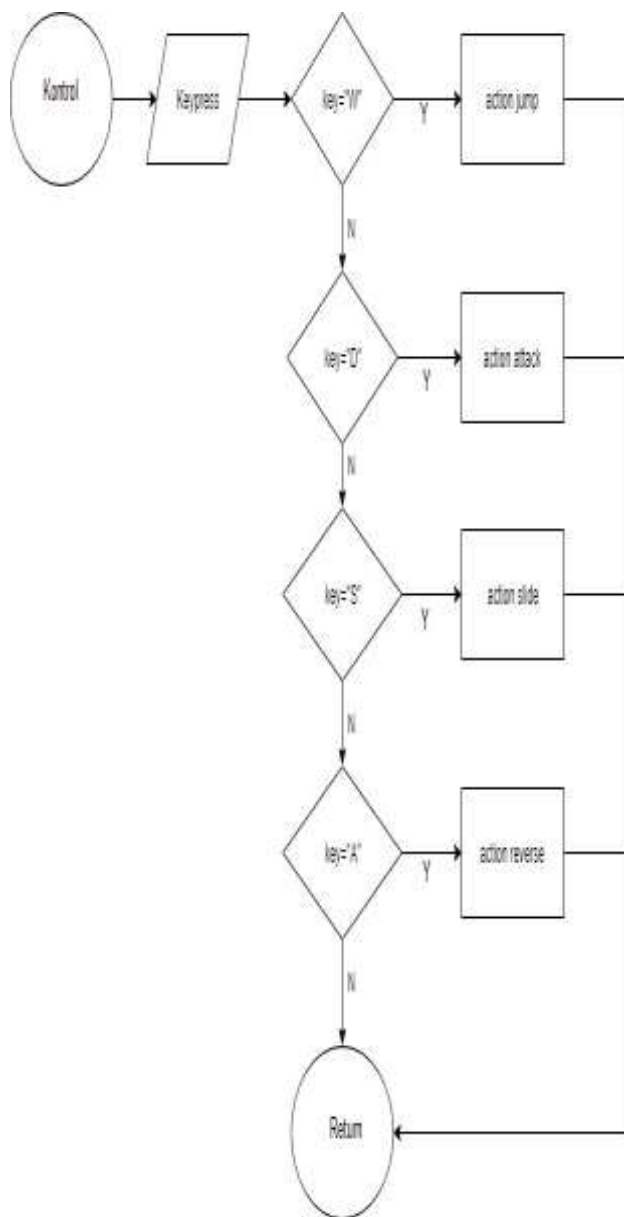 Kontrol
Keypress
key="W"
Y
action jump
N
key="D"
Y
action attack
N
key="S"
Y
action slide
N
key="A"
Y
action reverse
N
Return